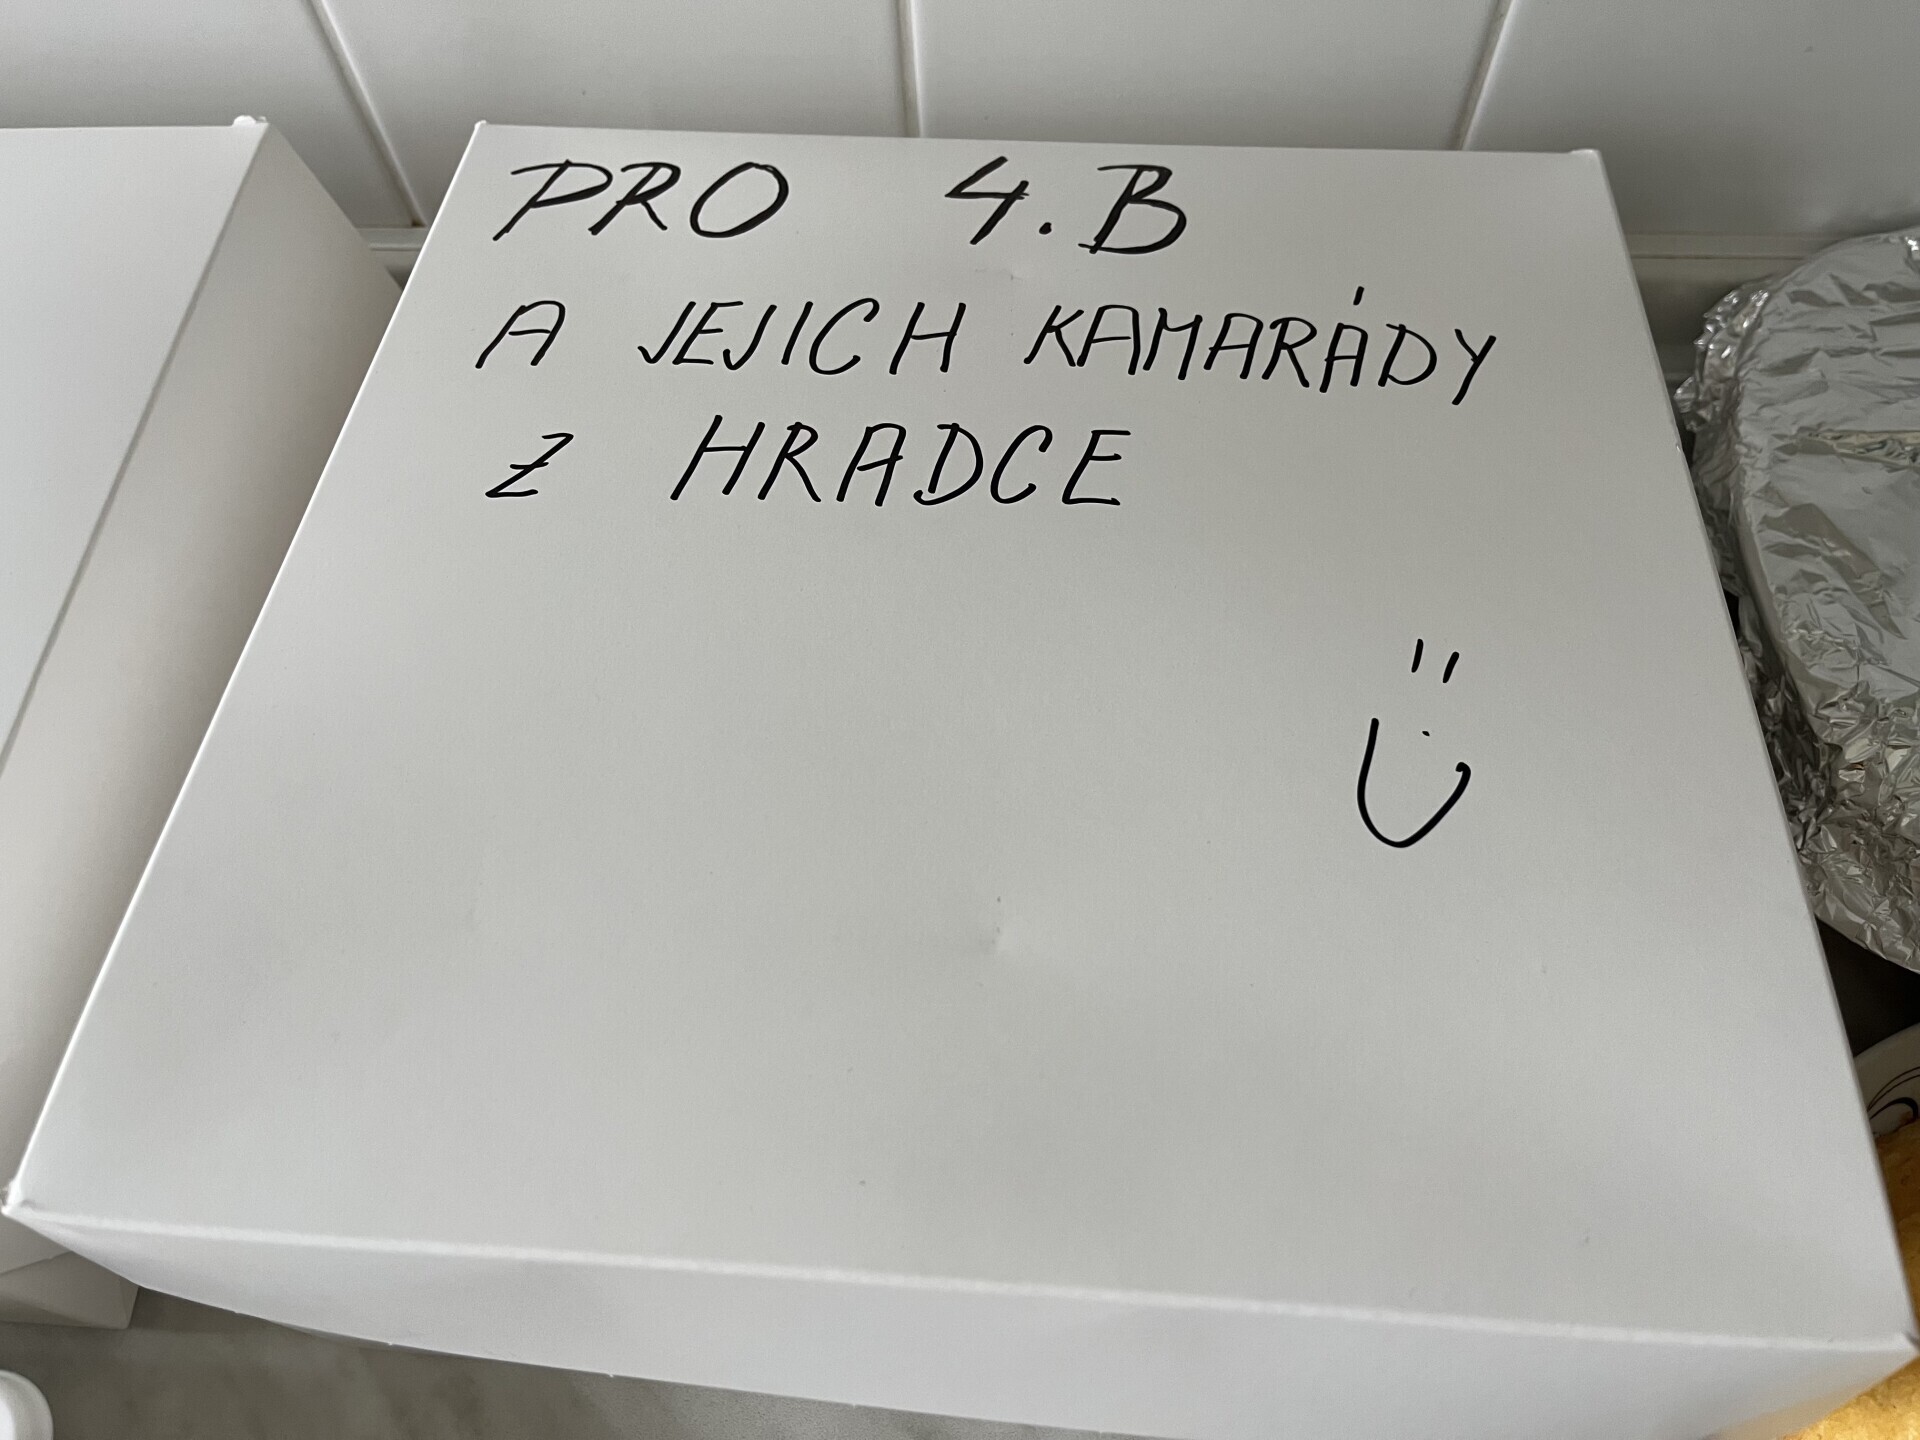 PRO 4.B
A JEJICH KAMARÁDY
Z HRADCE